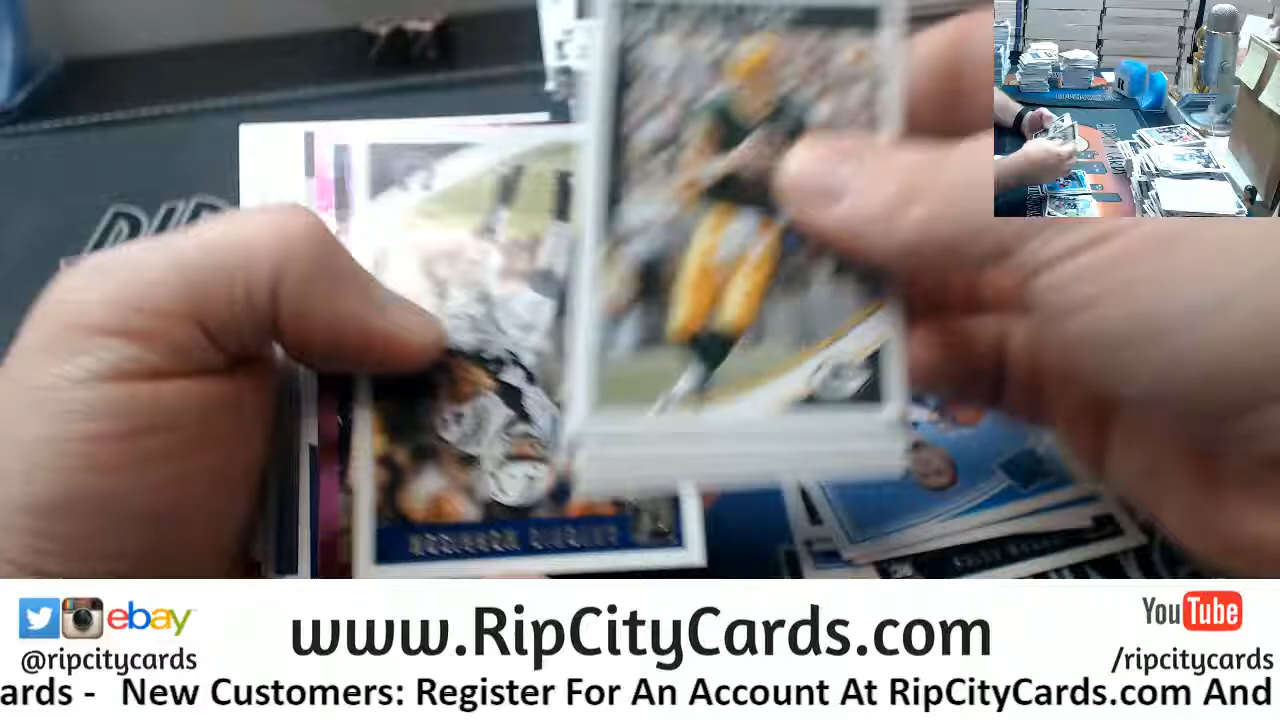 www.RipCityCards.com
ebay
@ripcitycards
You Tube
/ripcitycards
ards - New Customers: Register For An Account At RipCityCards.com And